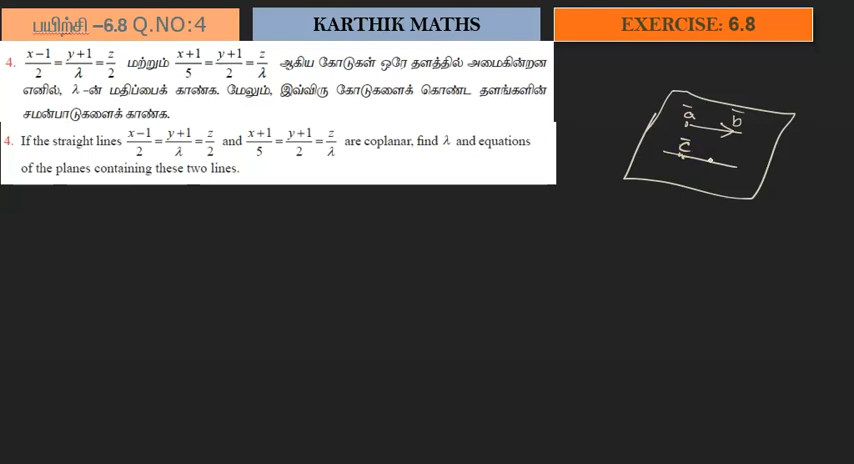 பயிற்சி –6.8 Q.NO:4
KARTHIK MATHS
EXERCISE: 6.8
4. x−1/2 = y+1/λ = z/2 மற்றும் x+1/5 = y+1/2 = z/λ ஆகிய கோடுகள் ஒரே தளத்தில் அமைகின்றன
எனில், λ-ன் மதிப்பைக் காண்க. மேலும், இவ்விரு கோடுகளைக் கொண்ட தளங்களின்
சமன்பாடுகளைக் காண்க.
4. If the straight lines x−1/2 = y+1/λ = z/2 and x+1/5 = y+1/2 = z/λ are coplanar, find λ and equations
of the planes containing these two lines.
a b
c